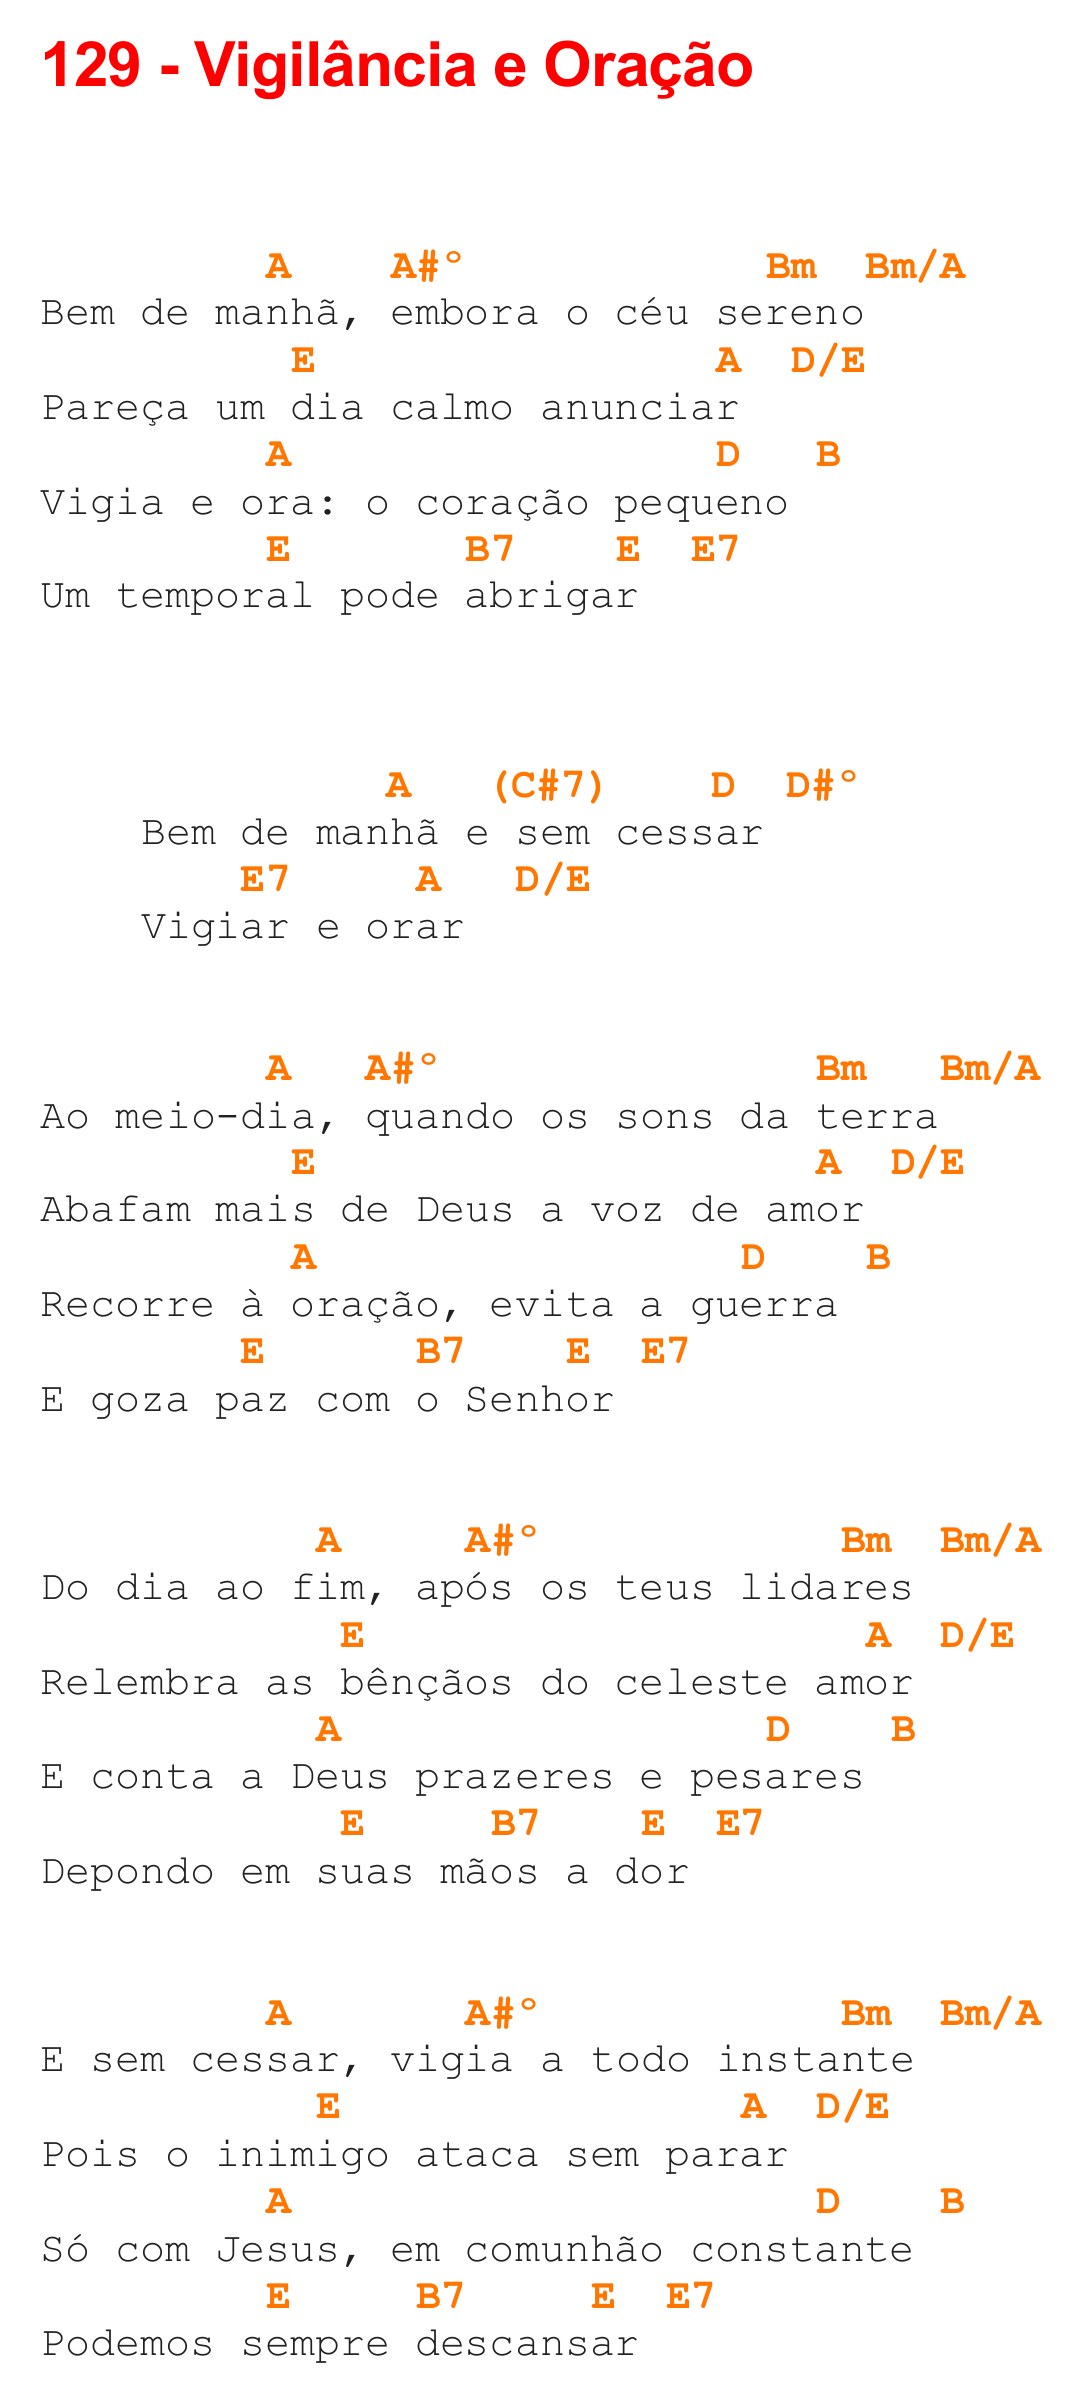 129 - Vigilância e Oração
A A#° Bm Bm/A
Bem de manhã, embora o céu sereno
E A D/E
Pareça um dia calmo anunciar
A D B
Vigia e ora: o coração pequeno
E B7 E E7
Um temporal pode abrigar
A (C#7) D D#°
Bem de manhã e sem cessar
E7 A D/E
Vigiar e orar
A A#° Bm Bm/A
Ao meio-dia, quando os sons da terra
E A D/E
Abafam mais de Deus a voz de amor
A D B
Recorre à oração, evita a guerra
E B7 E E7
E goza paz com o Senhor
A A#° Bm Bm/A
Do dia ao fim, após os teus lidares
E A D/E
Relembra as bênçãos do celeste amor
A D B
E conta a Deus prazeres e pesares
E B7 E E7
Depondo em suas mãos a dor
A A#° Bm Bm/A
E sem cessar, vigia a todo instante
E A D/E
Pois o inimigo ataca sem parar
A D B
Só com Jesus, em comunhão constante
E B7 E E7
Podemos sempre descansar